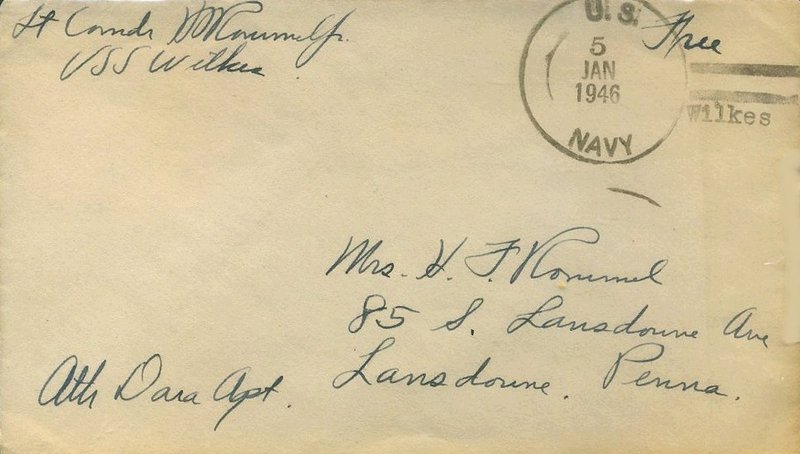 Lt Comdr H F Rommel Jr.
USS Wilkes
Free
U.S.
5
JAN
1946
NAVY
Wilkes
Mrs. H. F. Rommel
85 S. Lansdowne Ave
Lansdowne, Penna.
Dara Apt.